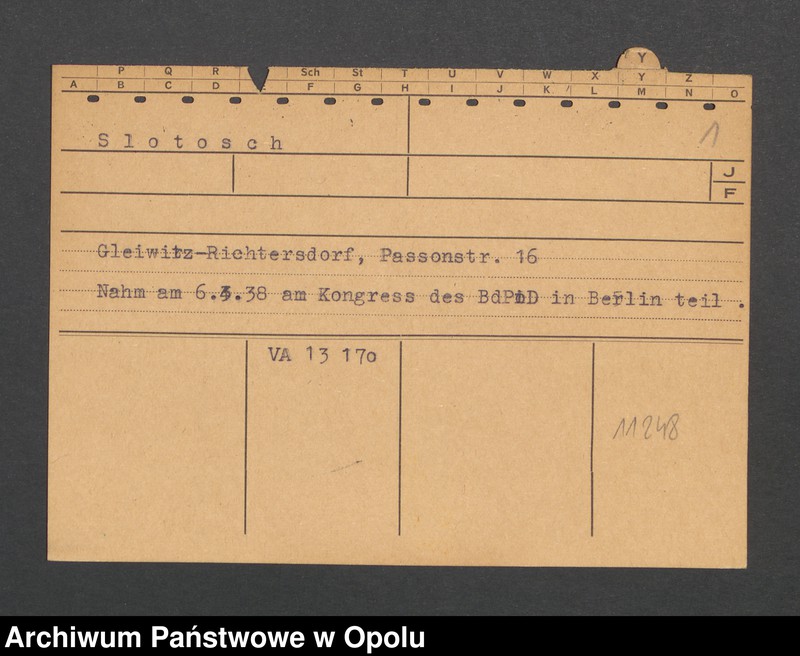 P Q R Sch St T U V W X Y Z
Y
A B C D F G H I J K L M N O
1
Slotosch
J
F
Gleiwitz-Richtersdorf, Passonstr. 16
Nahm am 6.3.38 am Kongress des BdPiD in Berlin teil .
VA 13 170
11248
Archiwum Państwowe w Opolu